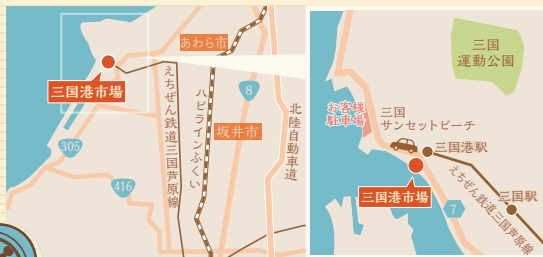 あわら市
三国港市場
えちぜん鉄道三国芦原線
ハピラインふくい
8
坂井市
北陸自動車道
305
416
三国
運動公園
お客様
駐車場
三国
サンセットビーチ
三国港駅
三国港市場
えちぜん鉄道三国芦原線
7
三国駅